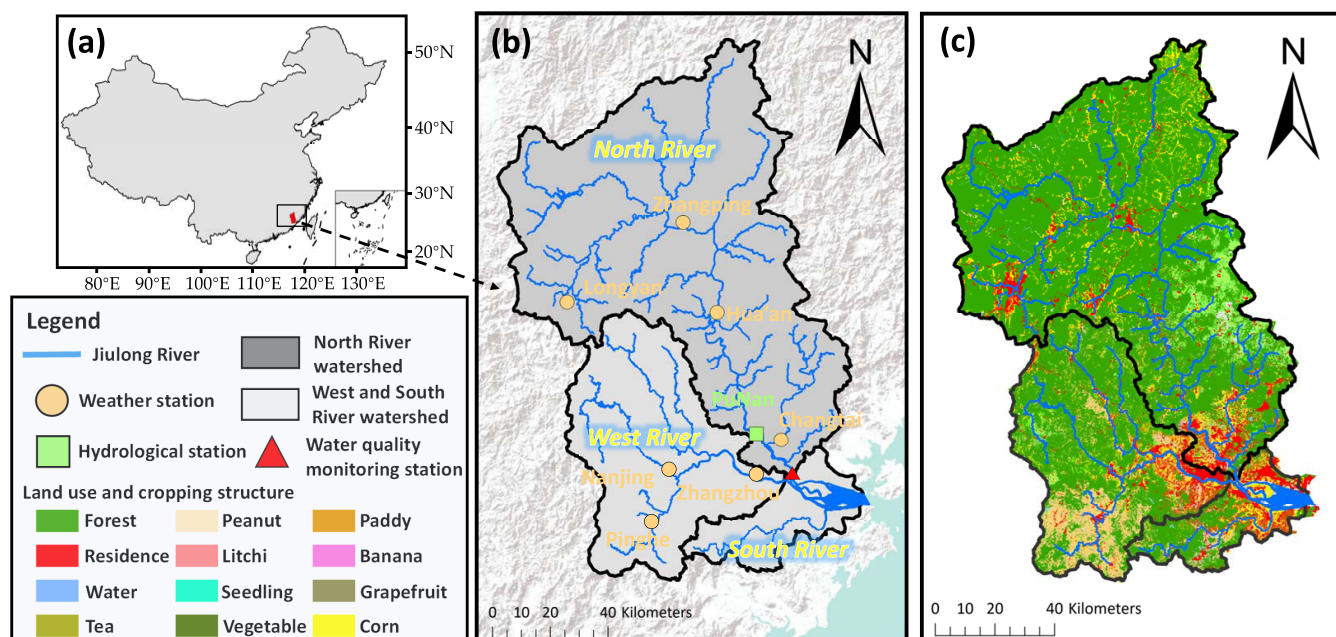 (a)
50°N
40°N
30°N
20°N
80°E 90°E 100°E 110°E 120°E 130°E
Legend
Jiulong River
North River
watershed
Weather station
West and South
River watershed
Hydrological station
Water quality
monitoring station
Land use and cropping structure
Forest Peanut Paddy
Residence Litchi Banana
Water Seedling Grapefruit
Tea Vegetable Corn
(b)
N
North River
Zhangping
Longyan
Hua'an
PuNan
Changtai
West River
Nanjing
Zhangzhou
Pinghe
South River
0 10 20 40 Kilometers
(c)
N
0 10 20 40 Kilometers